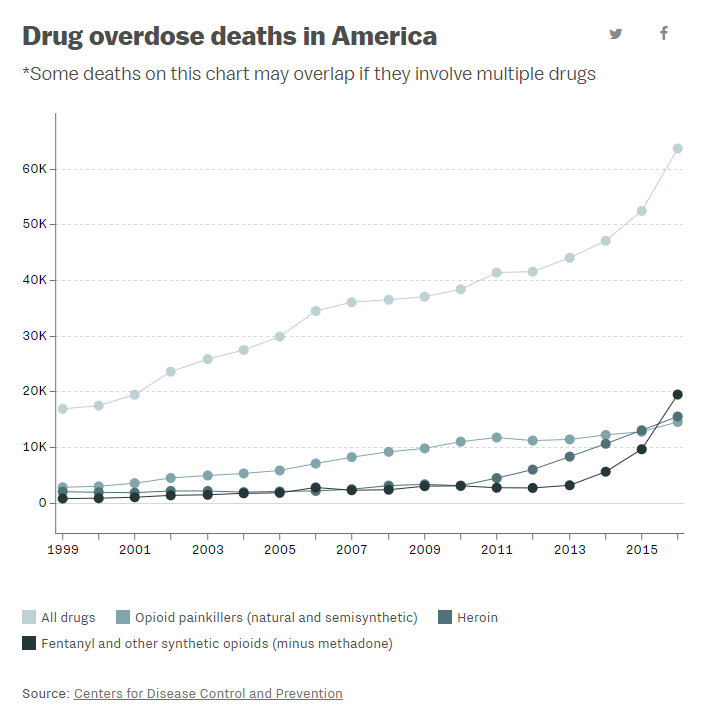 Drug overdose deaths in America
*Some deaths on this chart may overlap if they involve multiple drugs
60K
50K
40K
30K
20K
10K
0
1999 2001 2003 2005 2007 2009 2011 2013 2015
All drugs Opioid painkillers (natural and semisynthetic) Heroin
Fentanyl and other synthetic opioids (minus methadone)
Source: Centers for Disease Control and Prevention